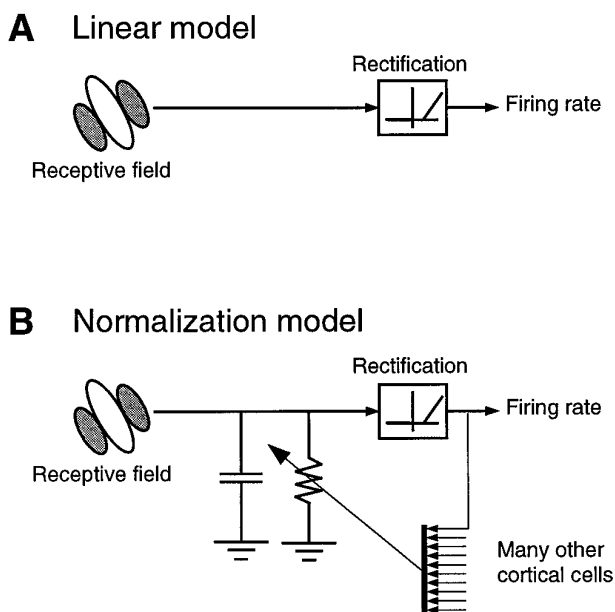 A Linear model
Rectification
Firing rate
Receptive field
B Normalization model
Rectification
Firing rate
Receptive field
Many other
cortical cells